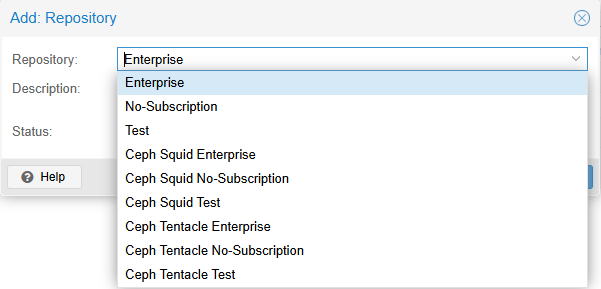 Add: Repository
Repository: Enterprise
Description:
Status:
Help
Enterprise
No-Subscription
Test
Ceph Squid Enterprise
Ceph Squid No-Subscription
Ceph Squid Test
Ceph Tentacle Enterprise
Ceph Tentacle No-Subscription
Ceph Tentacle Test